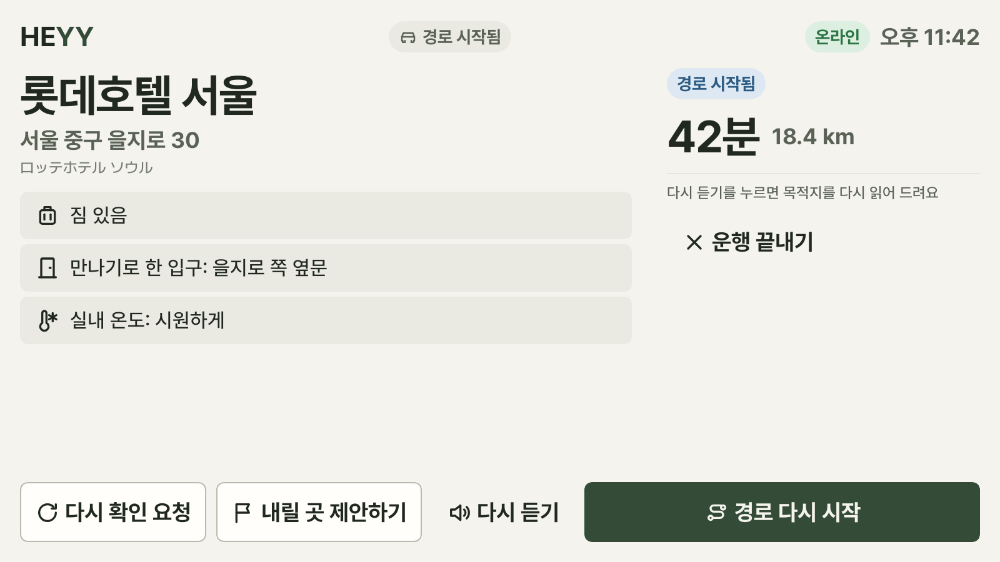 HEYY
경로 시작됨
온라인 오후 11:42
롯데호텔 서울
서울 중구 을지로 30
ロッテホテル ソウル
짐 있음
만나기로 한 입구: 을지로 쪽 옆문
실내 온도: 시원하게
경로 시작됨
42분 18.4 km
다시 듣기를 누르면 목적지를 다시 읽어 드려요
운행 끝내기
다시 확인 요청
내릴 곳 제안하기
다시 듣기
경로 다시 시작